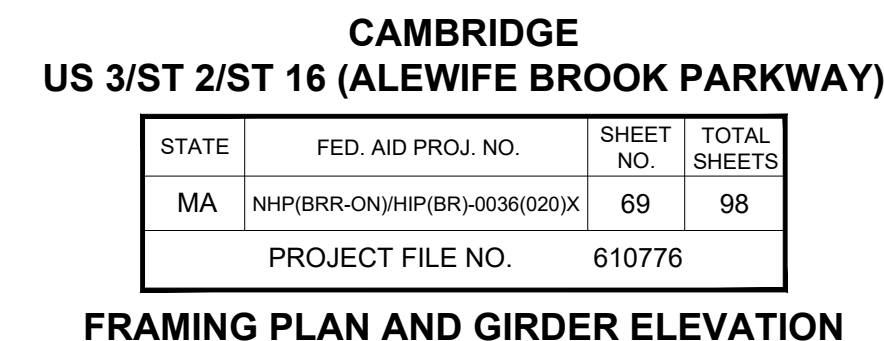 CAMBRIDGE
US 3/ST 2/ST 16 (ALEWIFE BROOK PARKWAY)
STATE FED. AID PROJ. NO. SHEET NO. TOTAL SHEETS
MA NHP(BRR-ON)/HIP(BR)-0036(020)X 69 98
PROJECT FILE NO. 610776
FRAMING PLAN AND GIRDER ELEVATION